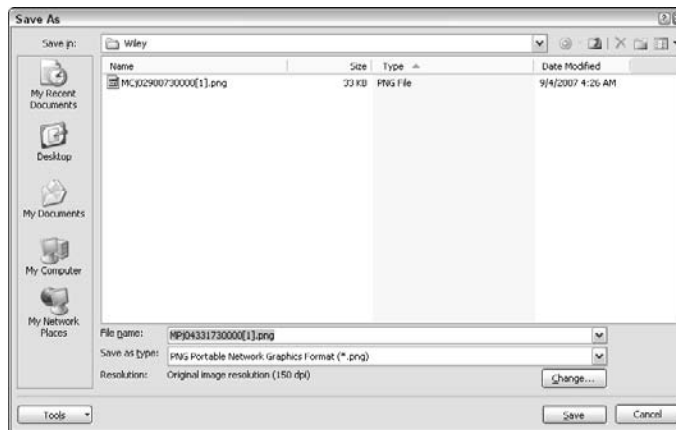 Save As
Save in:
Wiley
Name
Size
Type
Date Modified
MCj02900730000[1].png
33 KB
PNG File
9/4/2007 4:26 AM
My Recent
Documents
Desktop
My Documents
My Computer
My Network
Places
File name:
MPj04331730000[1].png
Save as type:
PNG Portable Network Graphics Format (*.png)
Resolution:
Original image resolution (150 dpi)
Change...
Tools
Save
Cancel